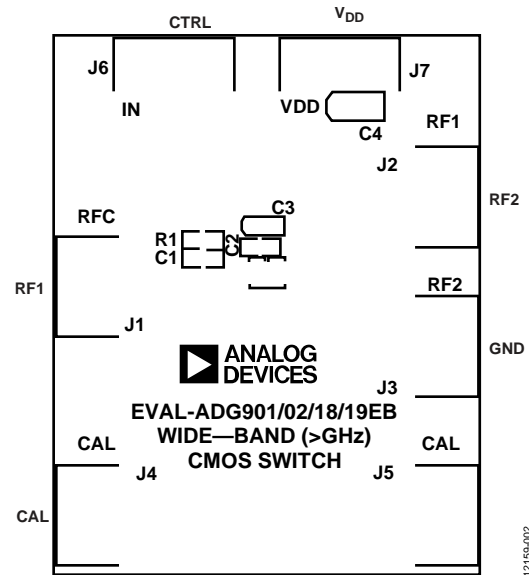 CTRL
VDD
J6
J7
IN
VDD
C4
RF1
J2
RF2
RFC
C3
R1
C2
C1
RF2
RF1
J1
GND
ANALOG
DEVICES
J3
EVAL-ADG901/02/18/19EB
WIDE—BAND (>GHz)
CMOS SWITCH
CAL
CAL
J4
J5
CAL
12159-002